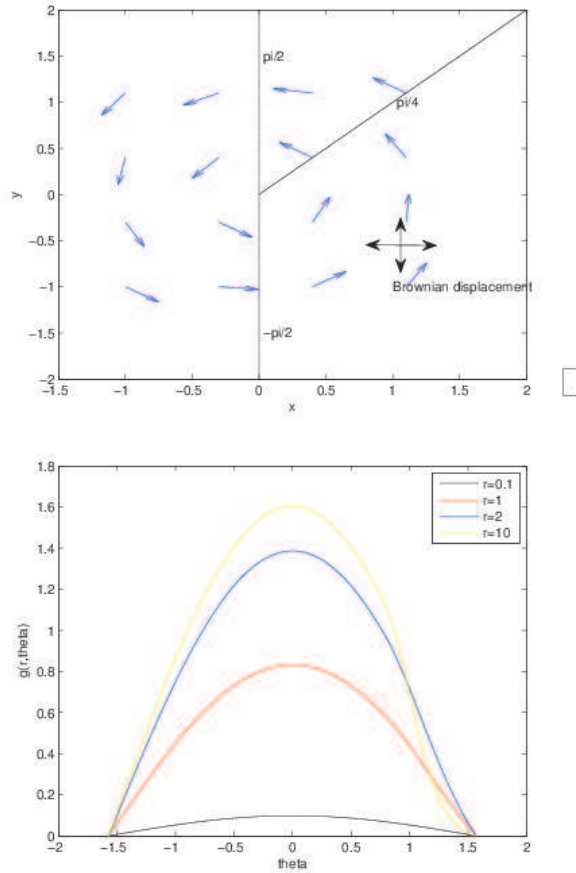 2
1.5
1
0.5
0
−0.5
−1
−1.5
−2
y
pi/2
pi/4
Brownian displacement
−pi/2
−1.5 −1 −0.5 0 0.5 1 1.5 2
x
1.8
1.6
1.4
1.2
1
0.8
0.6
0.4
0.2
0
g(r,theta)
r=0.1
r=1
r=2
r=10
−2 −1.5 −1 −0.5 0 0.5 1 1.5 2
theta